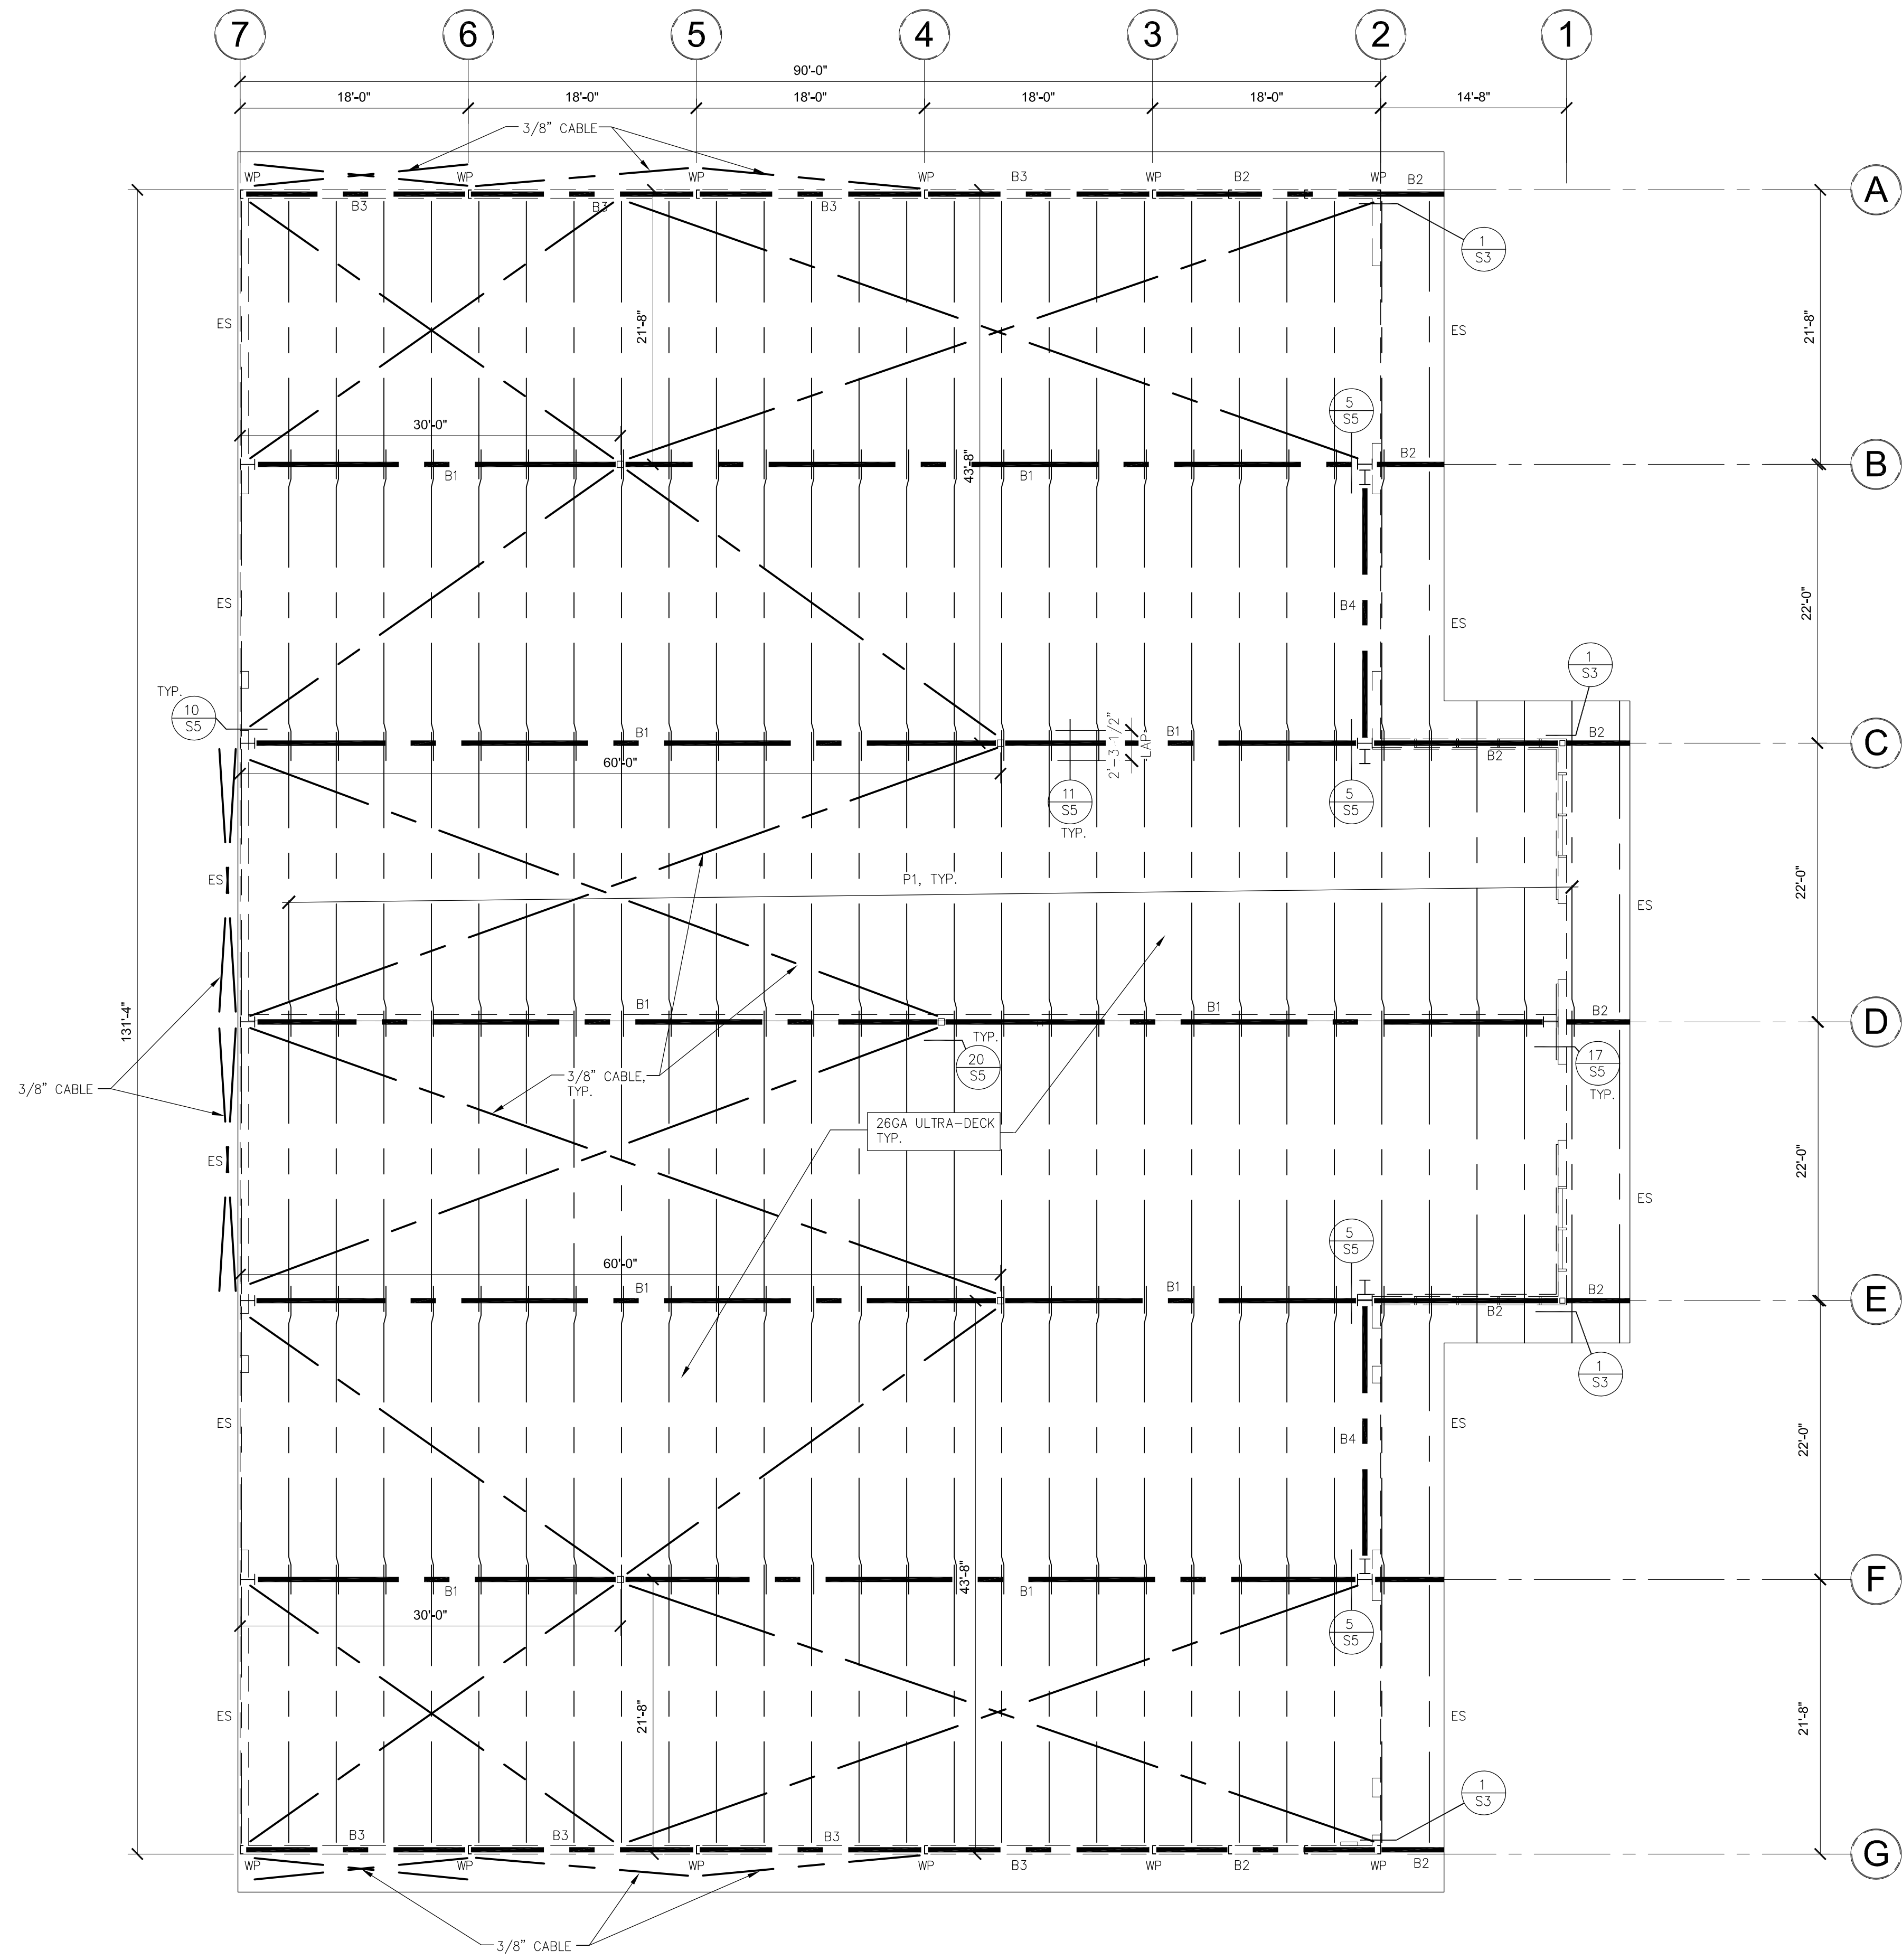 7 6 5 4 3 2 1
90'-0"
18'-0" 18'-0" 18'-0" 18'-0" 18'-0" 14'-8"
3/8" CABLE
WP WP WP WP B3 WP B2 WP B2
A
B3 B3 B3
1
S3
ES 21'-8" ES 21'-8"
5
S5
30'-0"
43'-8"
B2
B
B1 B1
ES B4 ES 22'-0"
1
S3
TYP.
10
S5
B1 B1 B2
C
B2
2'-3 1/2"
LAP
60'-0"
11
S5
TYP.
5
S5
ES P1, TYP. 22'-0"
ES
131'-4"
B1 B1 B2
D
TYP.
20
S5
17
S5
TYP.
3/8" CABLE
3/8" CABLE,
TYP.
26GA ULTRA-DECK
TYP.
ES 22'-0"
ES
5
S5
60'-0"
B1 B1 B2
E
B2
1
S3
ES B4 ES 22'-0"
43'-8"
F
B1 B1
30'-0"
5
S5
ES 21'-8" ES 21'-8"
1
S3
B3 B3 B3
G
WP WP WP WP B3 WP B2 WP B2
3/8" CABLE